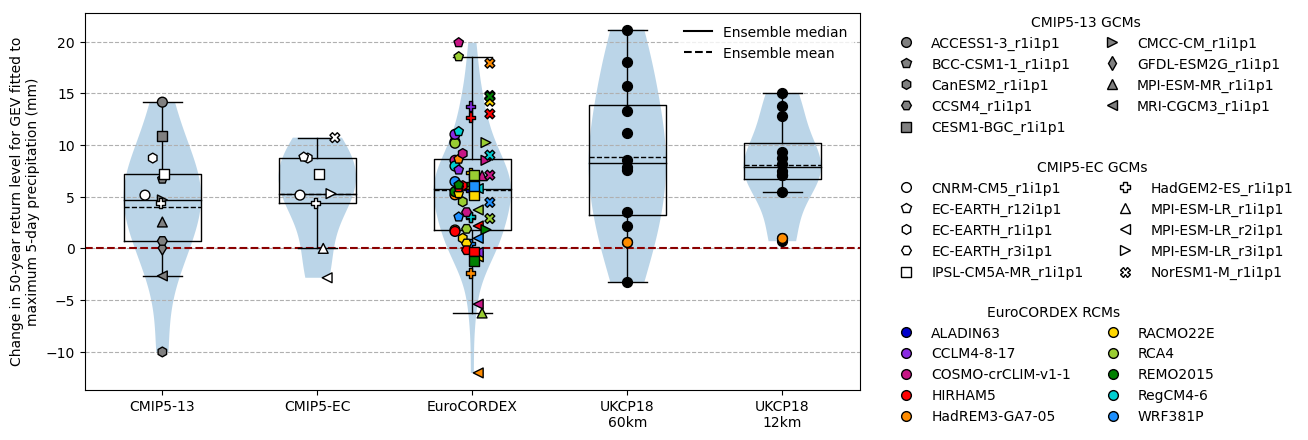 Change in 50-year return level for GEV fitted to
maximum 5-day precipitation (mm)
20
15
10
5
0
−5
−10
CMIP5-13
CMIP5-EC
EuroCORDEX
UKCP18
60km
UKCP18
12km
Ensemble median
Ensemble mean
CMIP5-13 GCMs
ACCESS1-3_r1i1p1
BCC-CSM1-1_r1i1p1
CanESM2_r1i1p1
CCSM4_r1i1p1
CESM1-BGC_r1i1p1
CMCC-CM_r1i1p1
GFDL-ESM2G_r1i1p1
MPI-ESM-MR_r1i1p1
MRI-CGCM3_r1i1p1
CMIP5-EC GCMs
CNRM-CM5_r1i1p1
EC-EARTH_r12i1p1
EC-EARTH_r1i1p1
EC-EARTH_r3i1p1
IPSL-CM5A-MR_r1i1p1
HadGEM2-ES_r1i1p1
MPI-ESM-LR_r1i1p1
MPI-ESM-LR_r2i1p1
MPI-ESM-LR_r3i1p1
NorESM1-M_r1i1p1
EuroCORDEX RCMs
ALADIN63
CCLM4-8-17
COSMO-crCLIM-v1-1
HIRHAM5
HadREM3-GA7-05
RACMO22E
RCA4
REMO2015
RegCM4-6
WRF381P